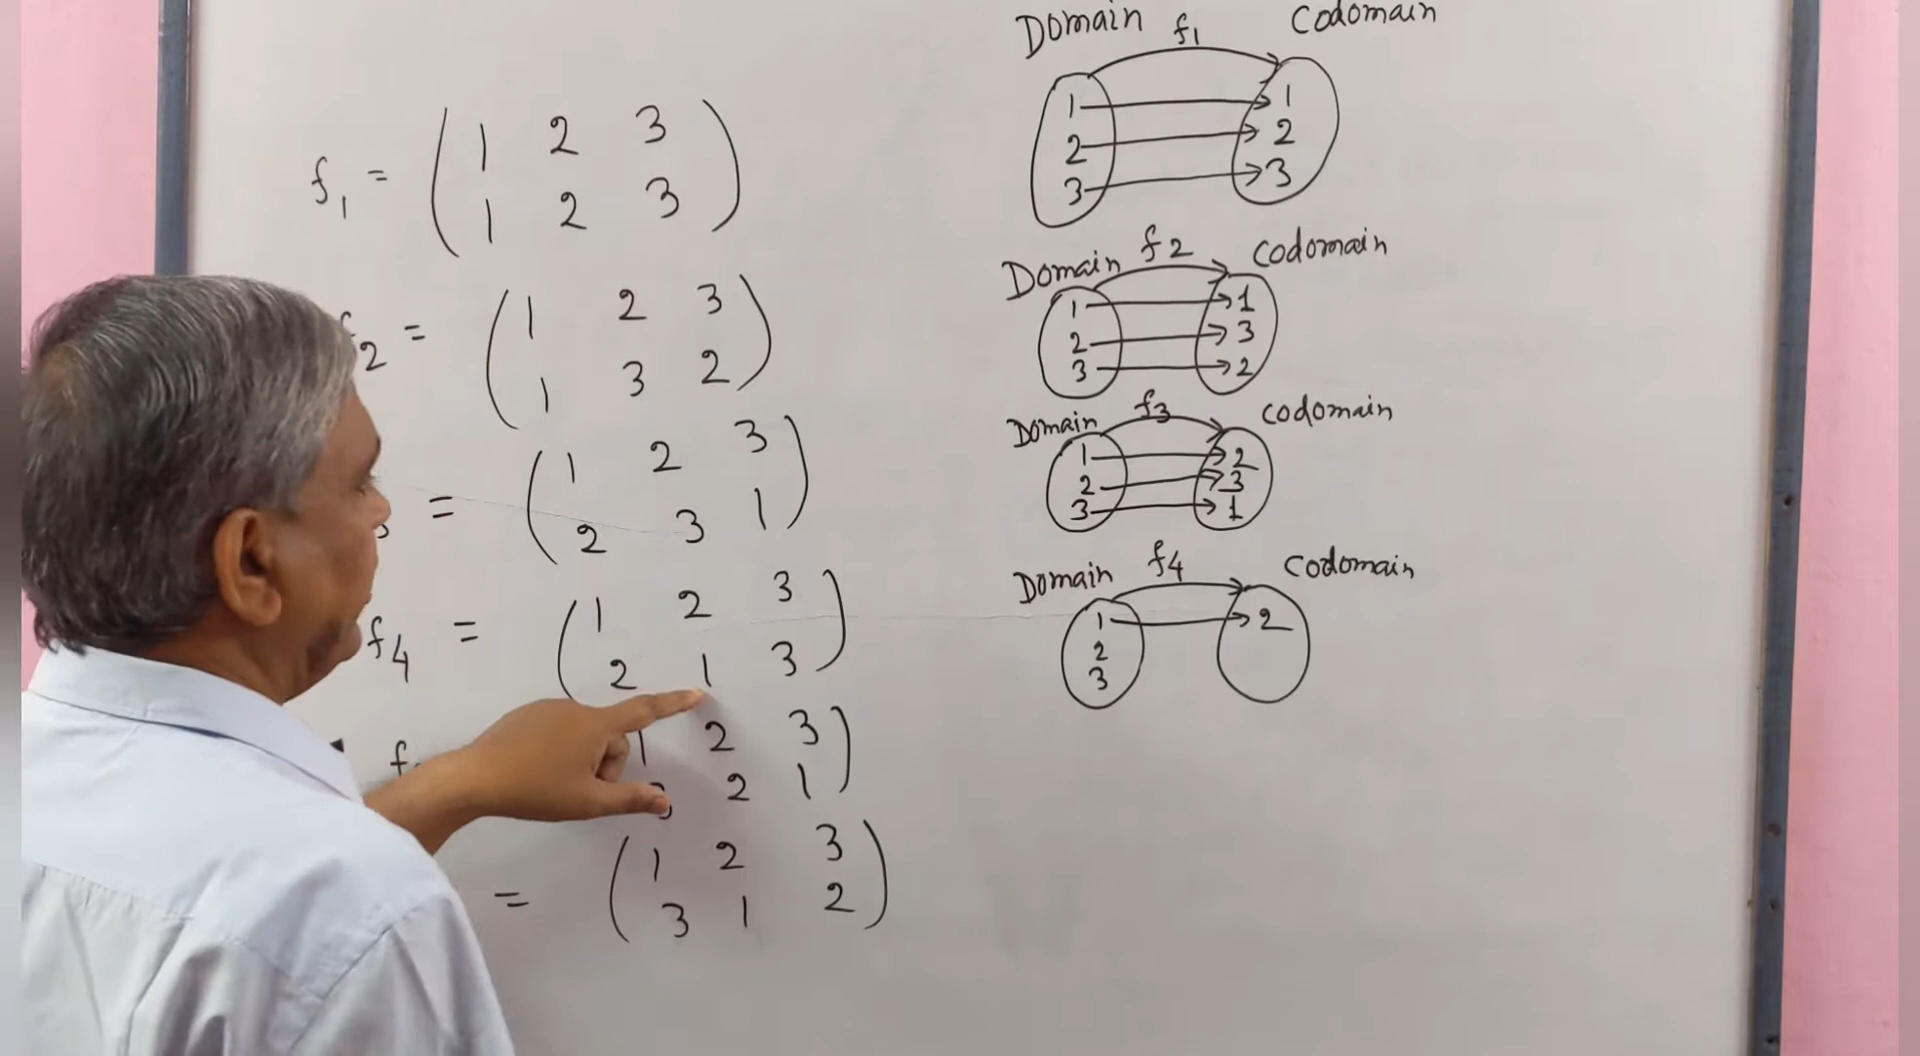 1 2 3
f1 =
1 2 3
1 2 3
2 =
1 3 2
1 2 3
=
2 3 1
1 2 3
f4 =
2 1 3
1 2 3
f
2 1
1 2 3
=
3 1 2
Domain f1 Codomain
1 1
2 2
3 3
Domain f2 Codomain
1 1
2 3
3 2
Domain f3 Codomain
1 2
2 3
3 1
Domain f4 Codomain
1 2
2
3